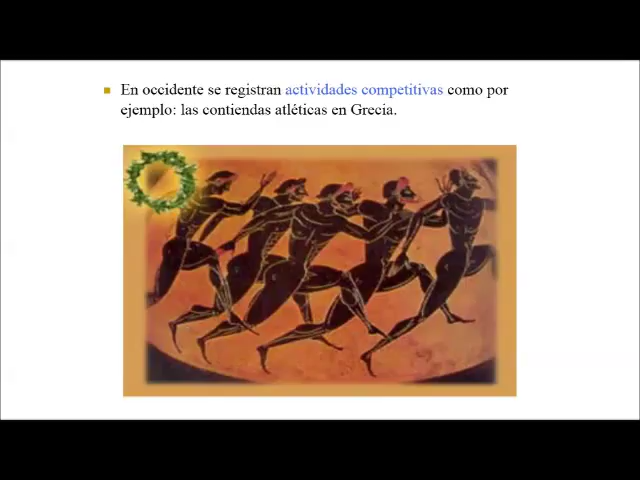 En occidente se registran actividades competitivas como por
ejemplo: las contiendas atléticas en Grecia.